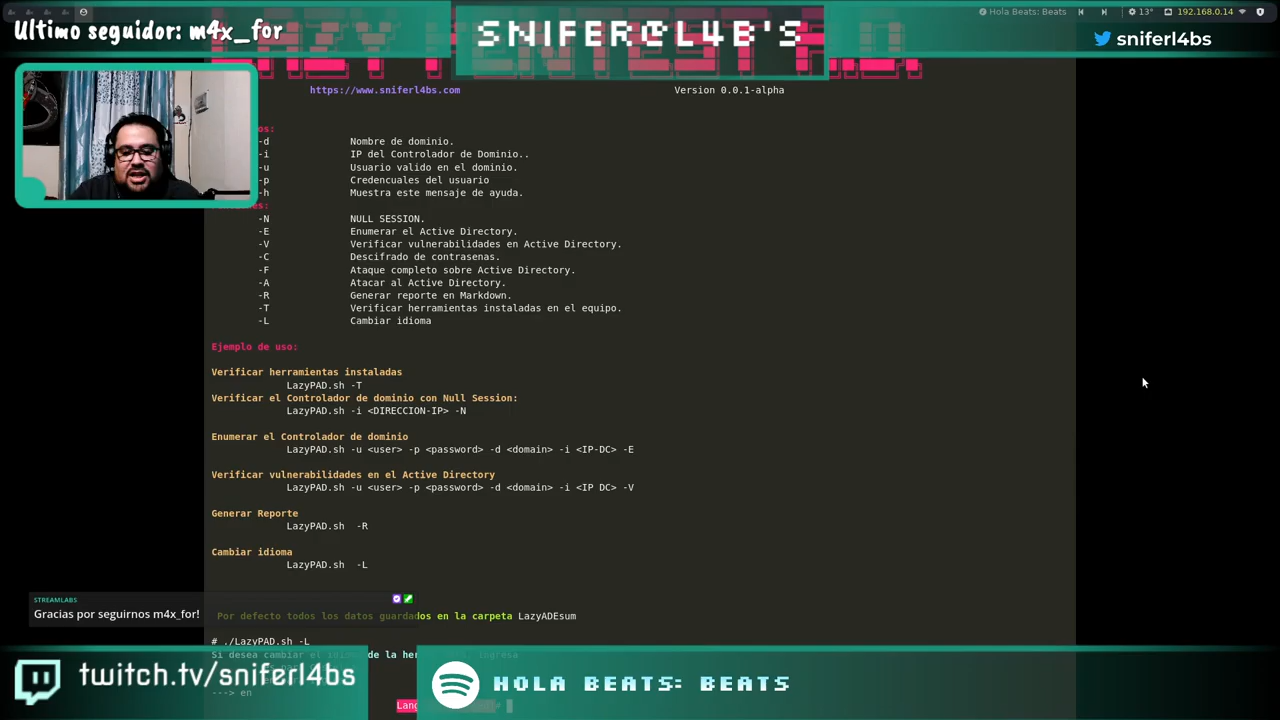 Hola Beats: Beats
13°
192.168.0.14
Ultimo seguidor: m4x_for
SNIFER@L4B'S
sniferl4bs
https://www.sniferl4bs.com Version 0.0.1-alpha
os:
-d Nombre de dominio.
-i IP del Controlador de Dominio..
-u Usuario valido en el dominio.
-p Credencuales del usuario
-h Muestra este mensaje de ayuda.
es:
-N NULL SESSION.
-E Enumerar el Active Directory.
-V Verificar vulnerabilidades en Active Directory.
-C Descifrado de contrasenas.
-F Ataque completo sobre Active Directory.
-A Atacar al Active Directory.
-R Generar reporte en Markdown.
-T Verificar herramientas instaladas en el equipo.
-L Cambiar idioma
Ejemplo de uso:
Verificar herramientas instaladas
LazyPAD.sh -T
Verificar el Controlador de dominio con Null Session:
LazyPAD.sh -i <DIRECCION-IP> -N
Enumerar el Controlador de dominio
LazyPAD.sh -u <user> -p <password> -d <domain> -i <IP-DC> -E
Verificar vulnerabilidades en el Active Directory
LazyPAD.sh -u <user> -p <password> -d <domain> -i <IP DC> -V
Generar Reporte
LazyPAD.sh  -R
Cambiar idioma
LazyPAD.sh  -L
STREAMLABS
Gracias por seguirnos m4x_for!
Por defecto todos los datos guardados en la carpeta LazyADEsum
# ./LazyPAD.sh -L
Si desea cambiar el idioma de la
---> en
twitch.tv/sniferl4bs
HOLA BEATS: BEATS